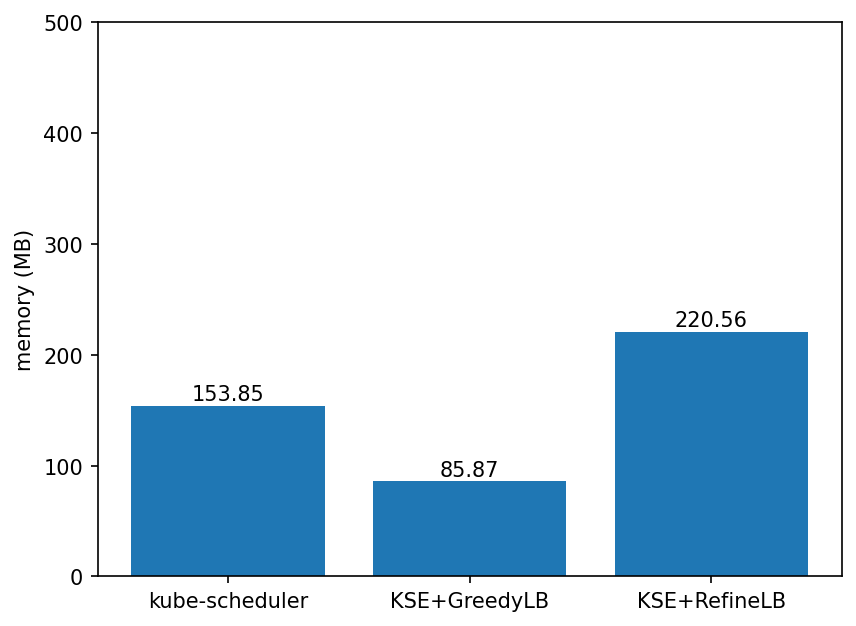 500
400
300
200
100
0
memory (MB)
153.85
85.87
220.56
kube-scheduler
KSE+GreedyLB
KSE+RefineLB